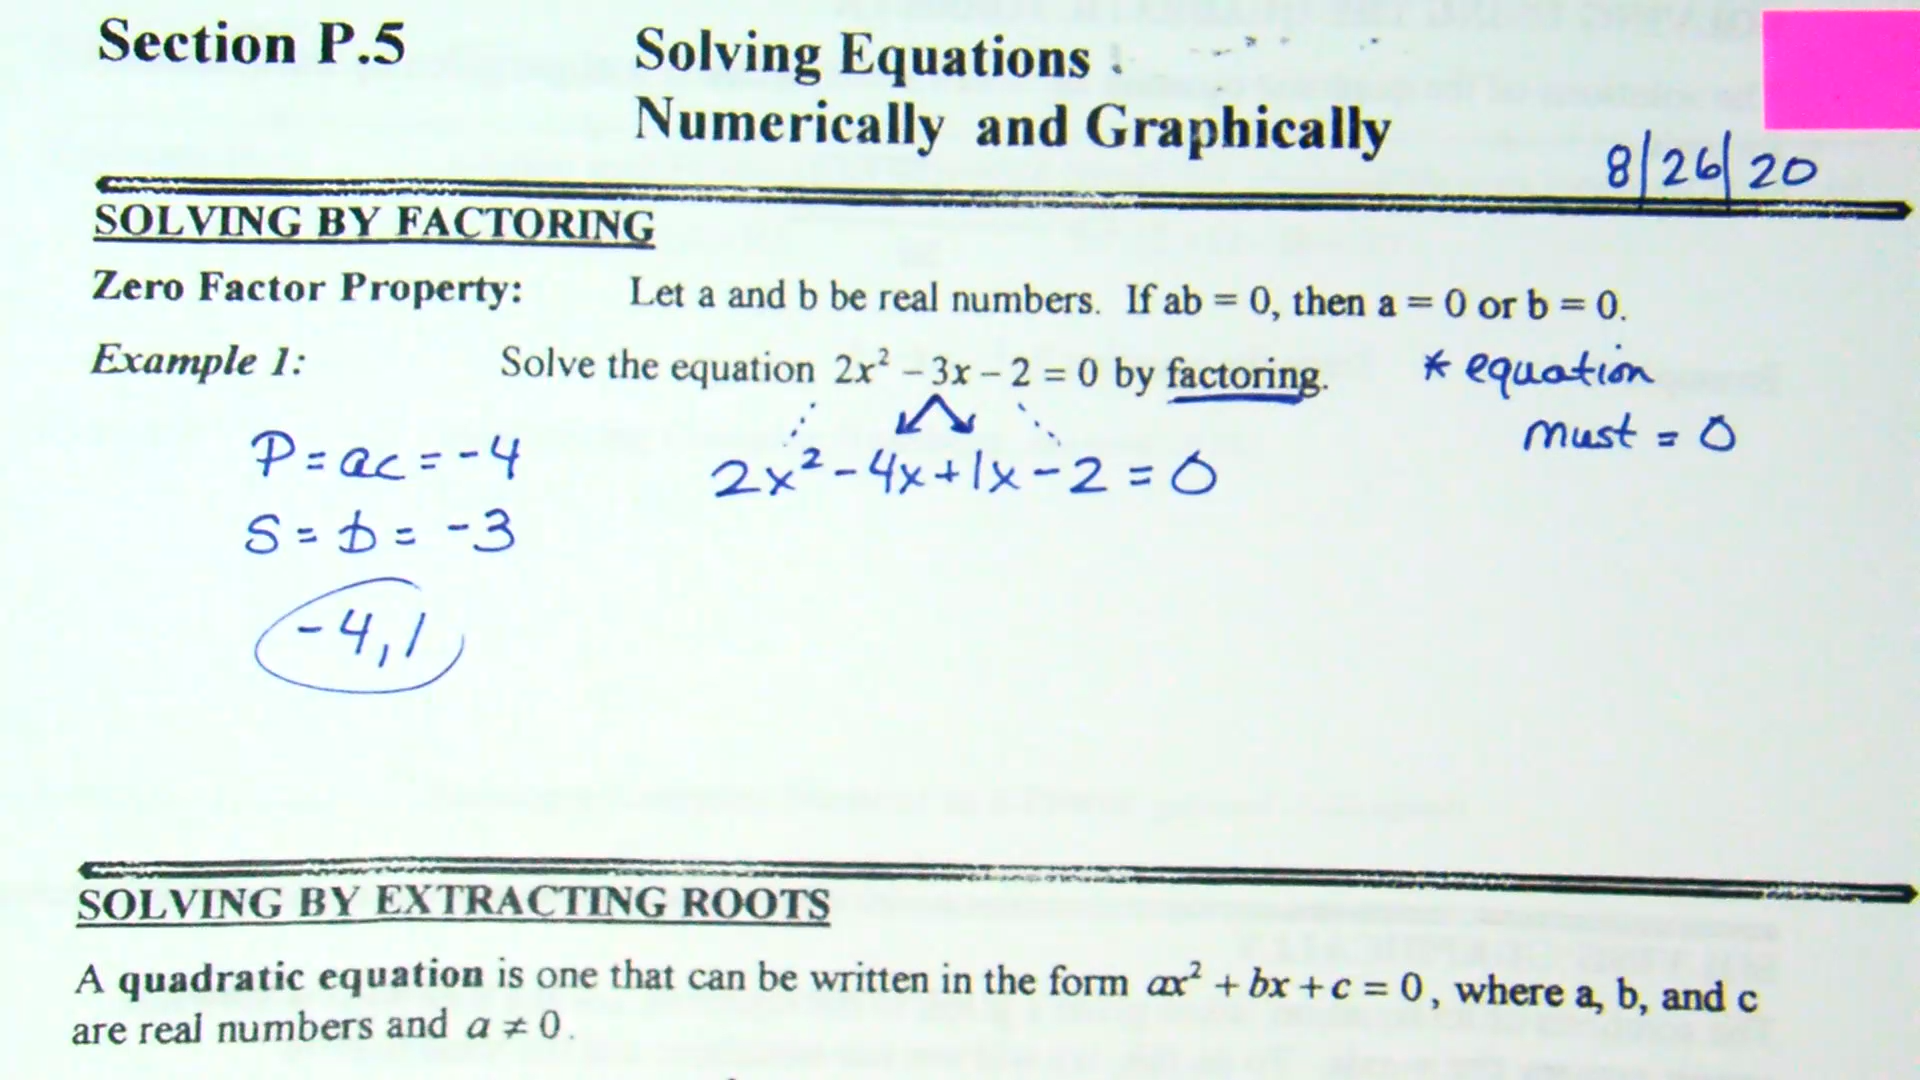 Section P.5
Solving Equations
Numerically and Graphically
8/26/20
SOLVING BY FACTORING
Zero Factor Property: Let a and b be real numbers. If ab = 0, then a = 0 or b = 0.
Example 1: Solve the equation 2x² – 3x – 2 = 0 by factoring. * equation
must = 0
P = ac = -4
2x² - 4x + 1x - 2 = 0
S = b = -3
-4, 1
SOLVING BY EXTRACTING ROOTS
A quadratic equation is one that can be written in the form ax² + bx + c = 0, where a, b, and c
are real numbers and a ≠ 0.